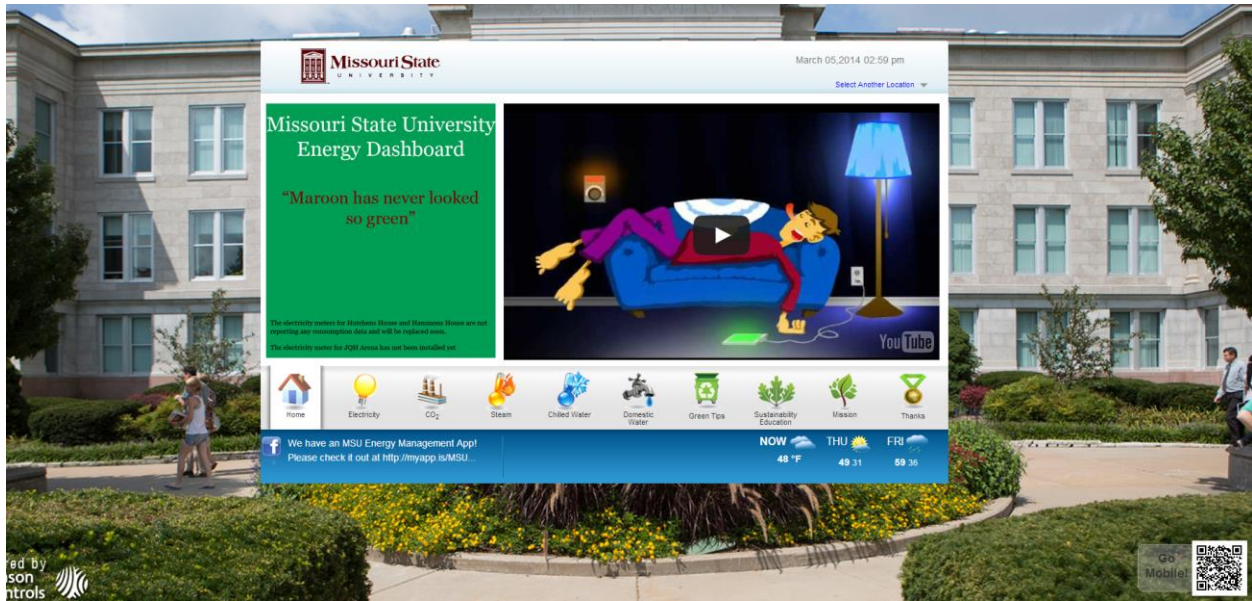 Missouri State
UNIVERSITY
March 05,2014 02:59 pm
Select Another Location
Missouri State University
Energy Dashboard
“Maroon has never looked
so green”
The electricity meters for Hutchens House and Hammons House are not
reporting any consumption data and will be replaced soon.
The electricity meter for JQH Arena has not been installed yet
YouTube
Home
Electricity
CO2
Steam
Chilled Water
Domestic
Water
Green Tips
Sustainability
Education
Mission
Thanks
f
We have an MSU Energy Management App!
Please check it out at http://myapp.is/MSU...
NOW THU FRI
48 °F 49 31 59 36
red by
nson
ntrols
Go
Mobile!